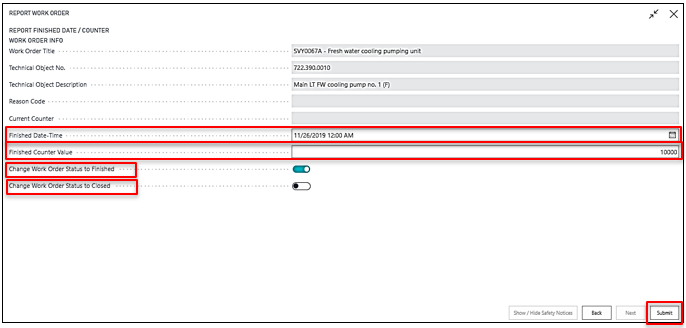 REPORT WORK ORDER
REPORT FINISHED DATE / COUNTER
WORK ORDER INFO
Work Order Title SVY0067A - Fresh water cooling pumping unit
Technical Object No. 722.390.0010
Technical Object Description Main LT FW cooling pump no. 1 (F)
Reason Code
Current Counter
Finished Date-Time 11/26/2019 12:00 AM
Finished Counter Value 10000
Change Work Order Status to Finished
Change Work Order Status to Closed
Show / Hide Safety Notices Back Next Submit